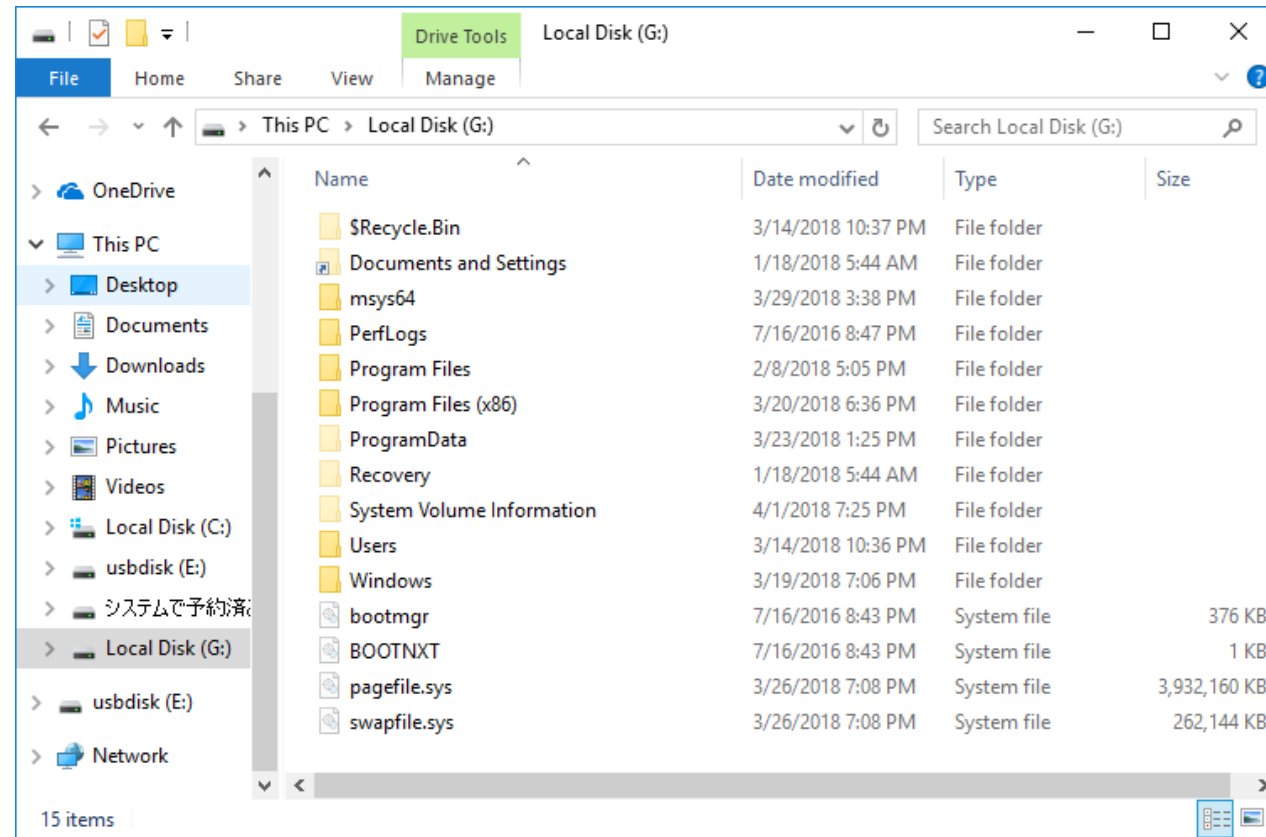 Drive Tools Local Disk (G:)
File Home Share View Manage
This PC > Local Disk (G:) Search Local Disk (G:)
Name Date modified Type Size
OneDrive
This PC
Desktop
Documents
Downloads
Music
Pictures
Videos
Local Disk (C:)
usbdisk (E:)
システムで予約済
Local Disk (G:)
usbdisk (E:)
Network
$Recycle.Bin 3/14/2018 10:37 PM File folder
Documents and Settings 1/18/2018 5:44 AM File folder
msys64 3/29/2018 3:38 PM File folder
PerfLogs 7/16/2016 8:47 PM File folder
Program Files 2/8/2018 5:05 PM File folder
Program Files (x86) 3/20/2018 6:36 PM File folder
ProgramData 3/23/2018 1:25 PM File folder
Recovery 1/18/2018 5:44 AM File folder
System Volume Information 4/1/2018 7:25 PM File folder
Users 3/14/2018 10:36 PM File folder
Windows 3/19/2018 7:06 PM File folder
bootmgr 7/16/2016 8:43 PM System file 376 KB
BOOTNXT 7/16/2016 8:43 PM System file 1 KB
pagefile.sys 3/26/2018 7:08 PM System file 3,932,160 KB
swapfile.sys 3/26/2018 7:08 PM System file 262,144 KB
15 items